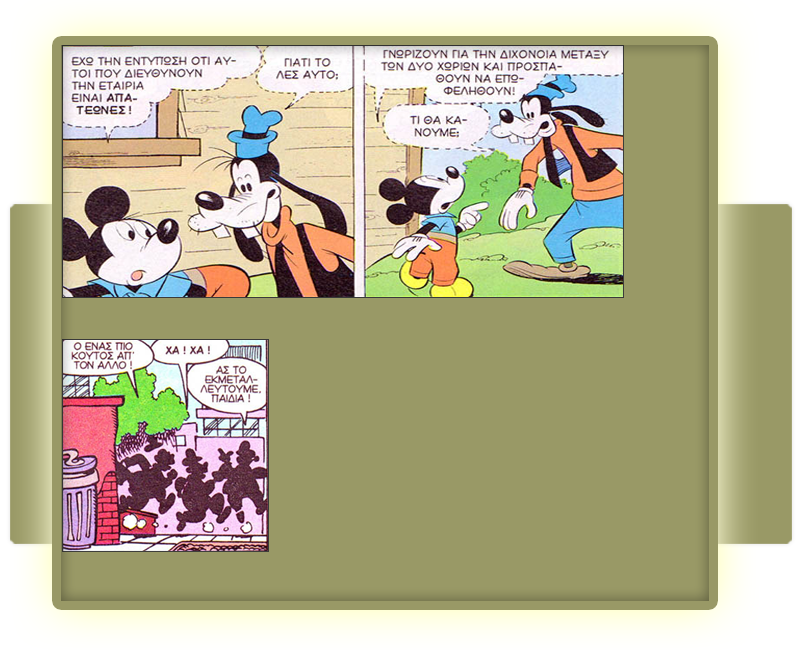 ΕΧΩ ΤΗΝ ΕΝΤΥΠΩΣΗ ΟΤΙ ΑΥ-
ΤΟΙ ΠΟΥ ΔΙΕΥΘΥΝΟΥΝ
ΤΗΝ ΕΤΑΙΡΙΑ
ΕΙΝΑΙ ΑΠΑ-
ΤΕΩΝΕΣ!
ΓΙΑΤΙ ΤΟ
ΛΕΣ ΑΥΤΟ;
ΓΝΩΡΙΖΟΥΝ ΓΙΑ ΤΗΝ ΔΙΧΟΝΟΙΑ ΜΕΤΑΞΥ
ΤΩΝ ΔΥΟ ΧΩΡΙΩΝ ΚΑΙ ΠΡΟΣΠΑ-
ΘΟΥΝ ΝΑ ΕΠΩ-
ΦΕΛΗΘΟΥΝ!
ΤΙ ΘΑ ΚΑ-
ΝΟΥΜΕ;
Ο ΕΝΑΣ ΠΙΟ
ΚΟΥΤΟΣ ΑΠ'
ΤΟΝ ΑΛΛΟ!
ΧΑ! ΧΑ!
ΑΣ ΤΟ
ΕΚΜΕΤΑΛ-
ΛΕΥΤΟΥΜΕ,
ΠΑΙΔΙΑ!